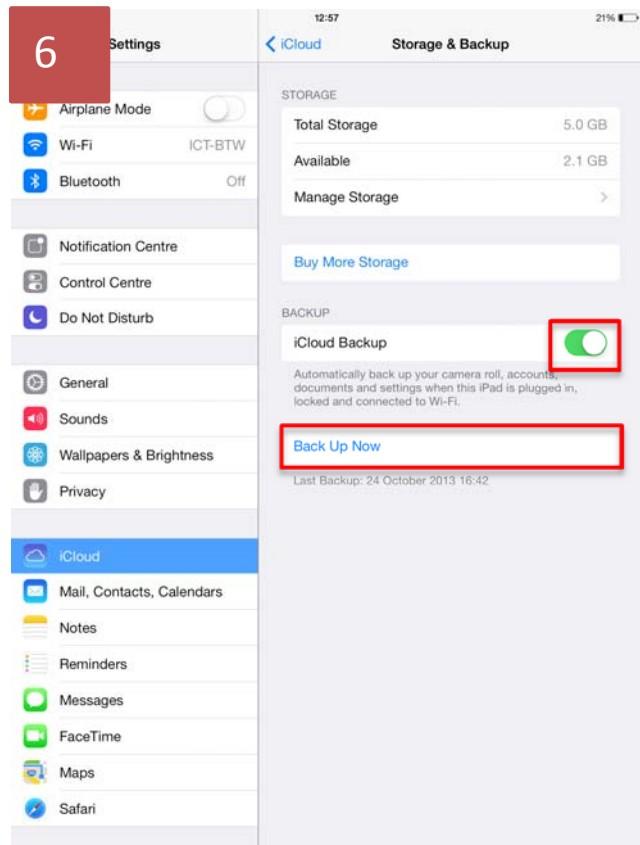 6
12:57
21%
Settings
iCloud
Storage & Backup
Airplane Mode
Wi-Fi ICT-BTW
Bluetooth Off
Notification Centre
Control Centre
Do Not Disturb
General
Sounds
Wallpapers & Brightness
Privacy
iCloud
Mail, Contacts, Calendars
Notes
Reminders
Messages
FaceTime
Maps
Safari
STORAGE
Total Storage 5.0 GB
Available 2.1 GB
Manage Storage
Buy More Storage
BACKUP
iCloud Backup
Automatically back up your camera roll, accounts,
documents and settings when this iPad is plugged in,
locked and connected to Wi-Fi.
Back Up Now
Last Backup: 24 October 2013 16:42